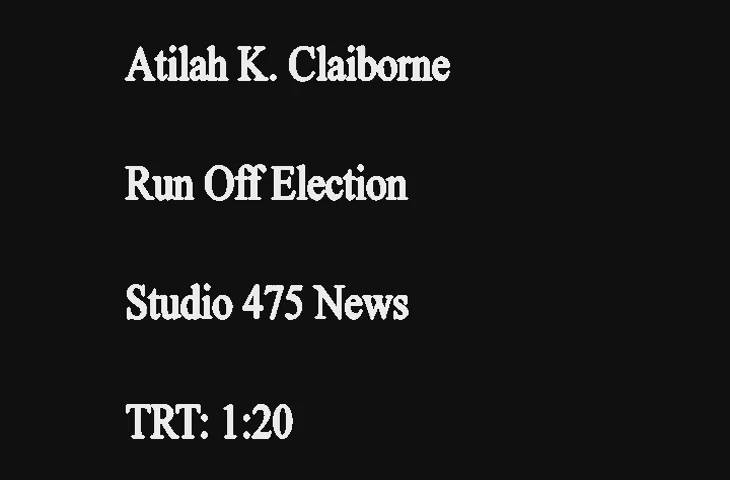 Atilah K. Claiborne
Run Off Election
Studio 475 News
TRT: 1:20